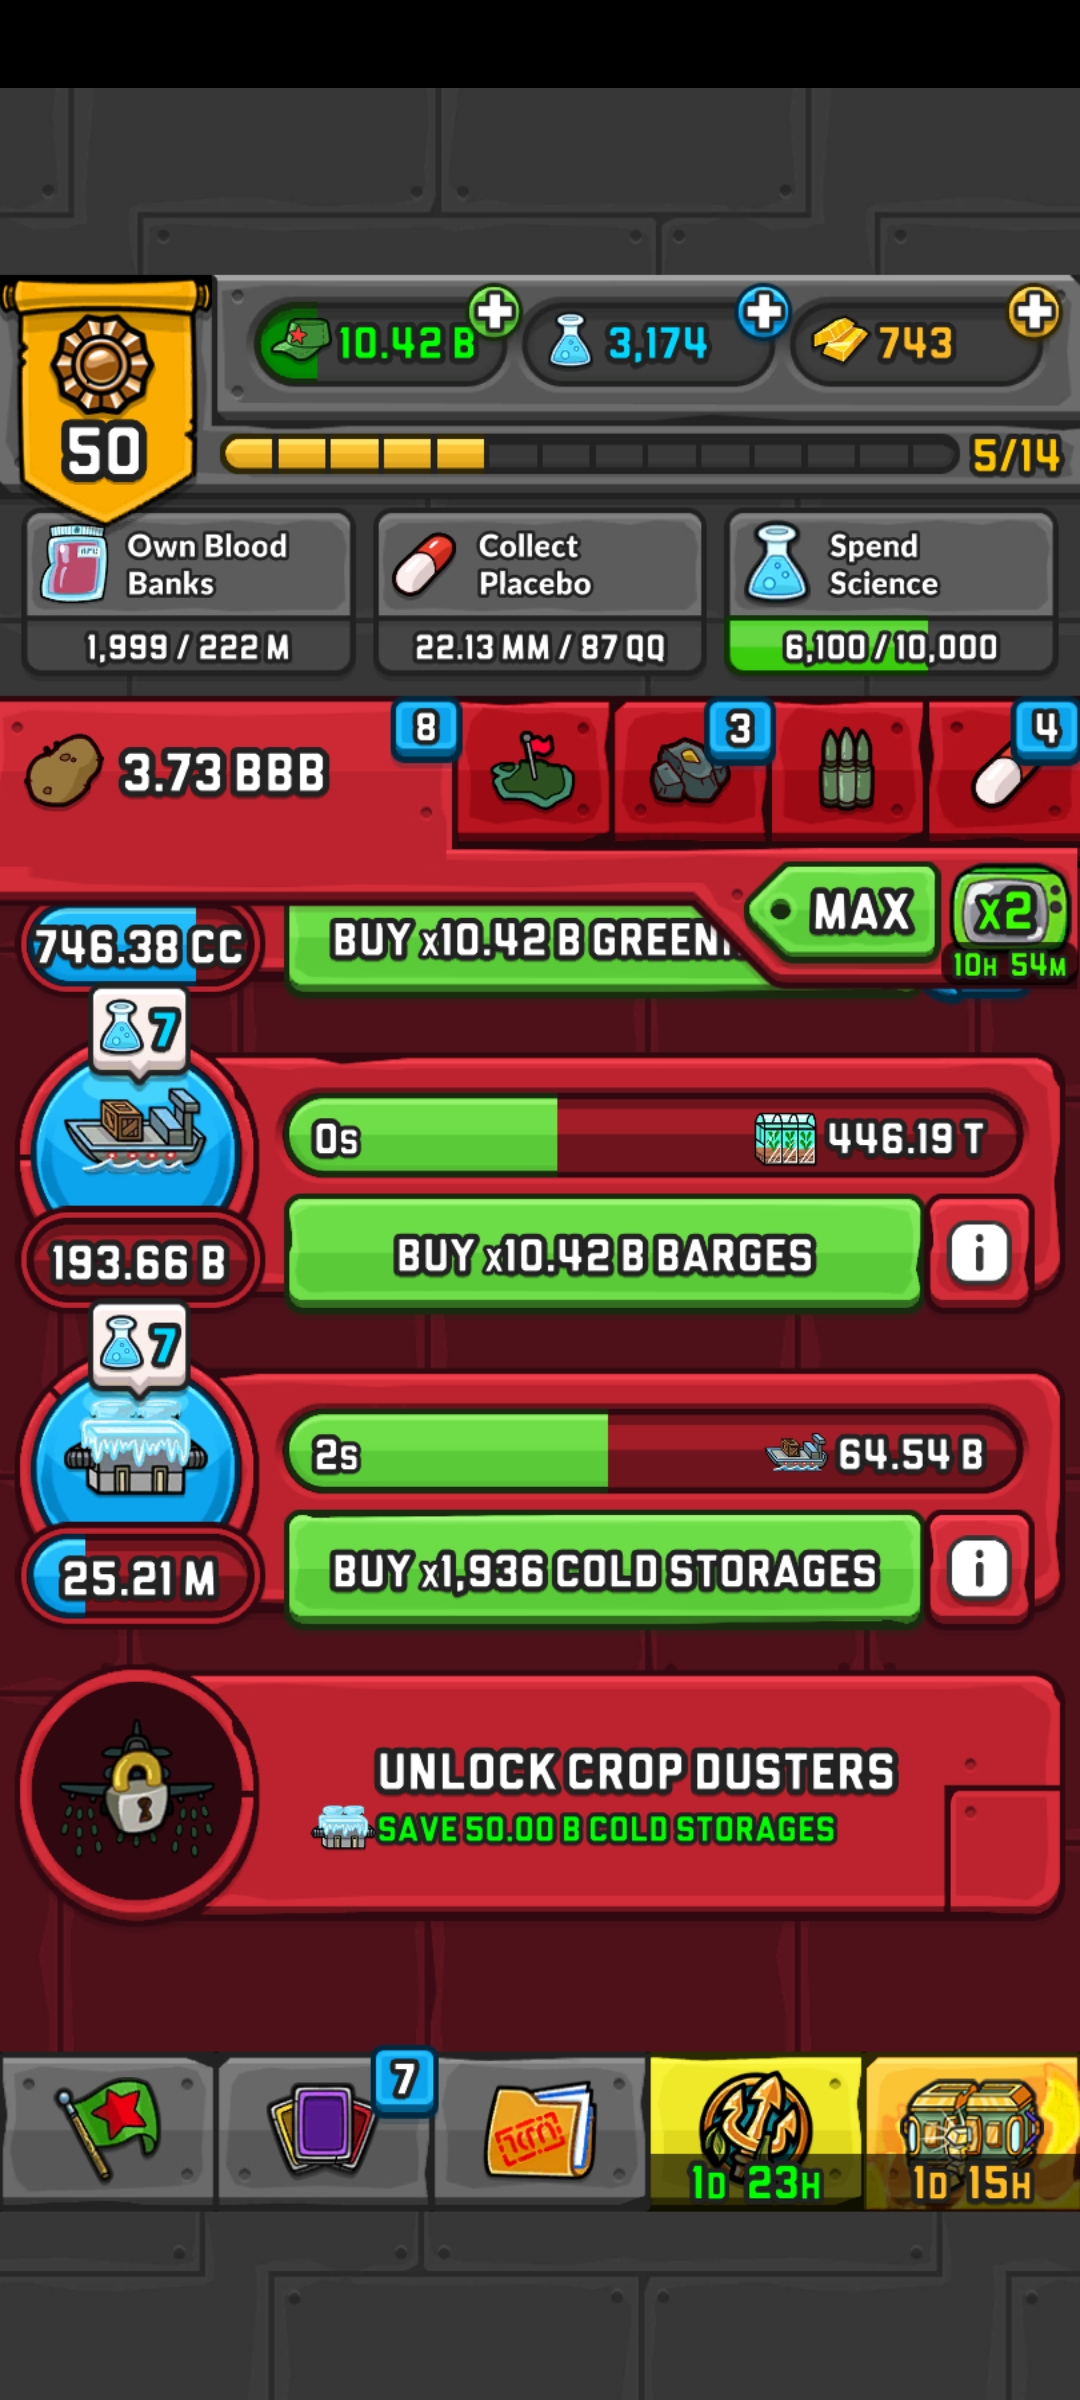 10.42 B
3,174
743
50
5/14
Own Blood
Banks
1,999 / 222 M
Collect
Placebo
22.13 MM / 87 QQ
Spend
Science
6,100/10,000
3.73 BBB
8
3
4
MAX
x2
10H 54M
746.38 CC
BUY x10.42 B
7
0s
446.19 T
193.66 B
BUY x10.42 B BARGES
i
7
2s
64.54 B
25.21 M
BUY x1,936 COLD STORAGES
i
UNLOCK CROP DUSTERS
SAVE 50.00 B COLD STORAGES
7
1D 23H
1D 15H